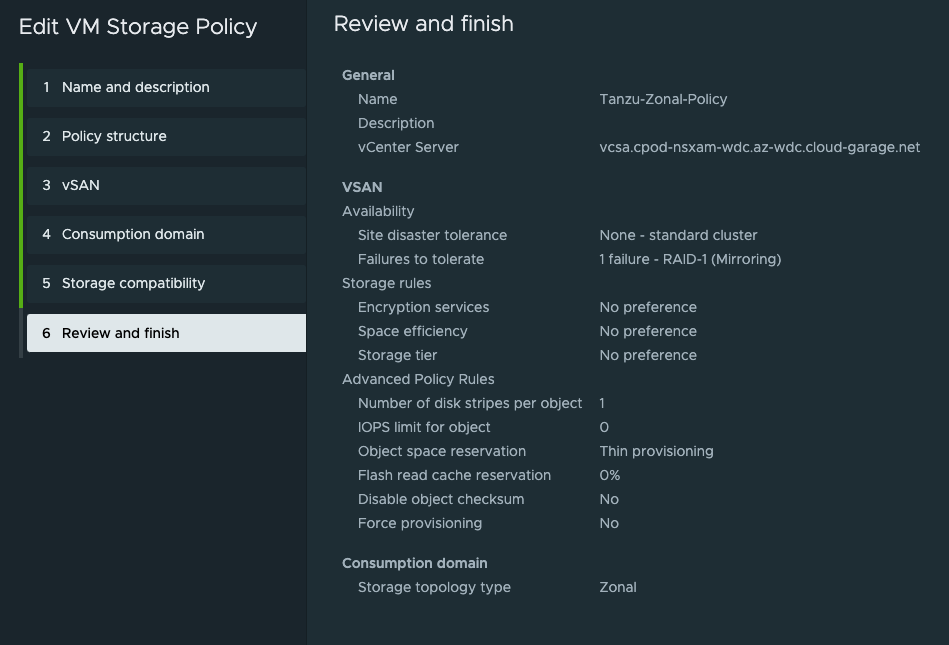 Edit VM Storage Policy
1 Name and description
2 Policy structure
3 vSAN
4 Consumption domain
5 Storage compatibility
6 Review and finish
Review and finish
General
Name Tanzu-Zonal-Policy
Description
vCenter Server vcsa.cpod-nsxam-wdc.az-wdc.cloud-garage.net
VSAN
Availability
Site disaster tolerance None - standard cluster
Failures to tolerate 1 failure - RAID-1 (Mirroring)
Storage rules
Encryption services No preference
Space efficiency No preference
Storage tier No preference
Advanced Policy Rules
Number of disk stripes per object 1
IOPS limit for object 0
Object space reservation Thin provisioning
Flash read cache reservation 0%
Disable object checksum No
Force provisioning No
Consumption domain
Storage topology type Zonal